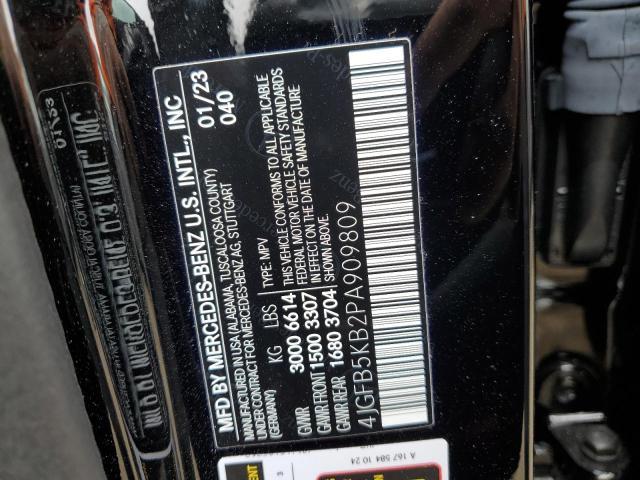 MFD BY MERCEDES-BENZ U.S. INTL., INC
MANUFACTURED IN USA (ALABAMA, TUSCALOOSA COUNTY)
UNDER CONTRACT FOR MERCEDES-BENZ AG, STUTTGART
(GERMANY)
01/23
040
TYPE: MPV
KG LBS
GVWR 3000 6614
GAWR FRONT 1500 3307
GAWR REAR 1680 3704
THIS VEHICLE CONFORMS TO ALL APPLICABLE
FEDERAL MOTOR VEHICLE SAFETY STANDARDS
IN EFFECT ON THE DATE OF MANUFACTURE
SHOWN ABOVE.
4JGFB5KB2PA909809
A 167 584 10 24